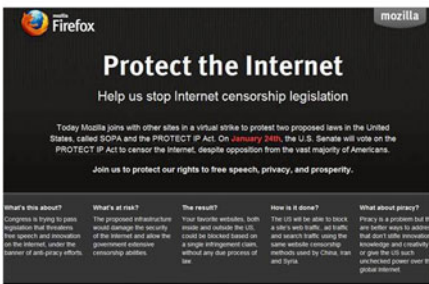 mozilla
Firefox
mozilla
Protect the Internet
Help us stop Internet censorship legislation
Today Mozilla joins with other sites in a virtual strike to protest two proposed laws in the United
States, called SOPA and the PROTECT IP Act. On January 24th, the U.S. Senate will vote on the
PROTECT IP Act to censor the Internet, despite opposition from the vast majority of Americans.
Join us to protect our rights to free speech, privacy, and prosperity.
What's this about?
Congress is trying to pass
legislation that threatens
free speech and innovation
on the Internet, under the
banner of anti-piracy efforts.
What's at risk?
The proposed infrastructure
would damage the security
of the Internet and allow the
government extensive
censorship abilities.
The result?
Your favorite websites, both
inside and outside the US,
could be blocked based on
a single infringement claim,
without any due process of
law.
How is it done?
The US will be able to block
a site's web traffic, ad traffic
and search traffic using the
same website censorship
methods used by China, Iran
and Syria.
What about piracy?
Piracy is a problem but th
are better ways to addres
that don't stifle innovatio
knowledge and creativity
or give the US such
unchecked power over th
global internet.